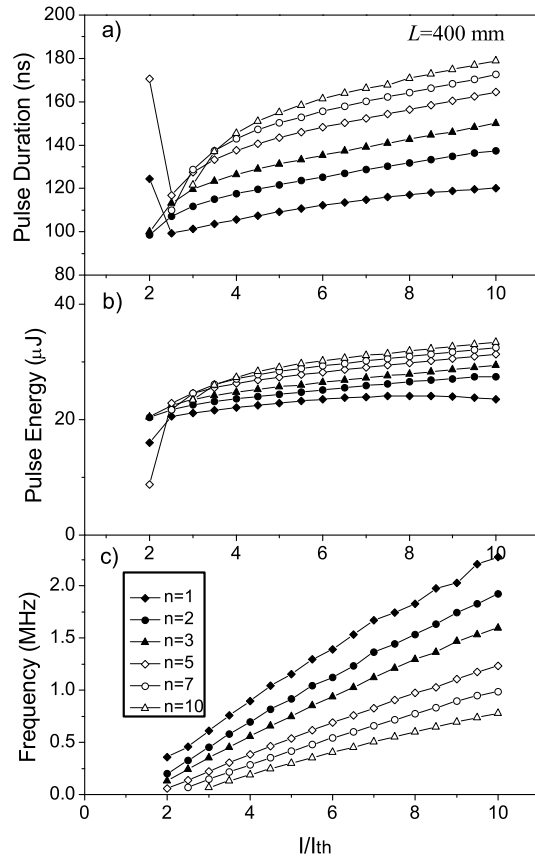 a)
L=400 mm
Pulse Duration (ns)
200
180
160
140
120
100
80
2 4 6 8 10
b)
Pulse Energy (μJ)
40
20
0
2 4 6 8 10
c)
Frequency (MHz)
2.0
1.5
1.0
0.5
0.0
n=1
n=2
n=3
n=5
n=7
n=10
0 2 4 6 8 10
I/Ith